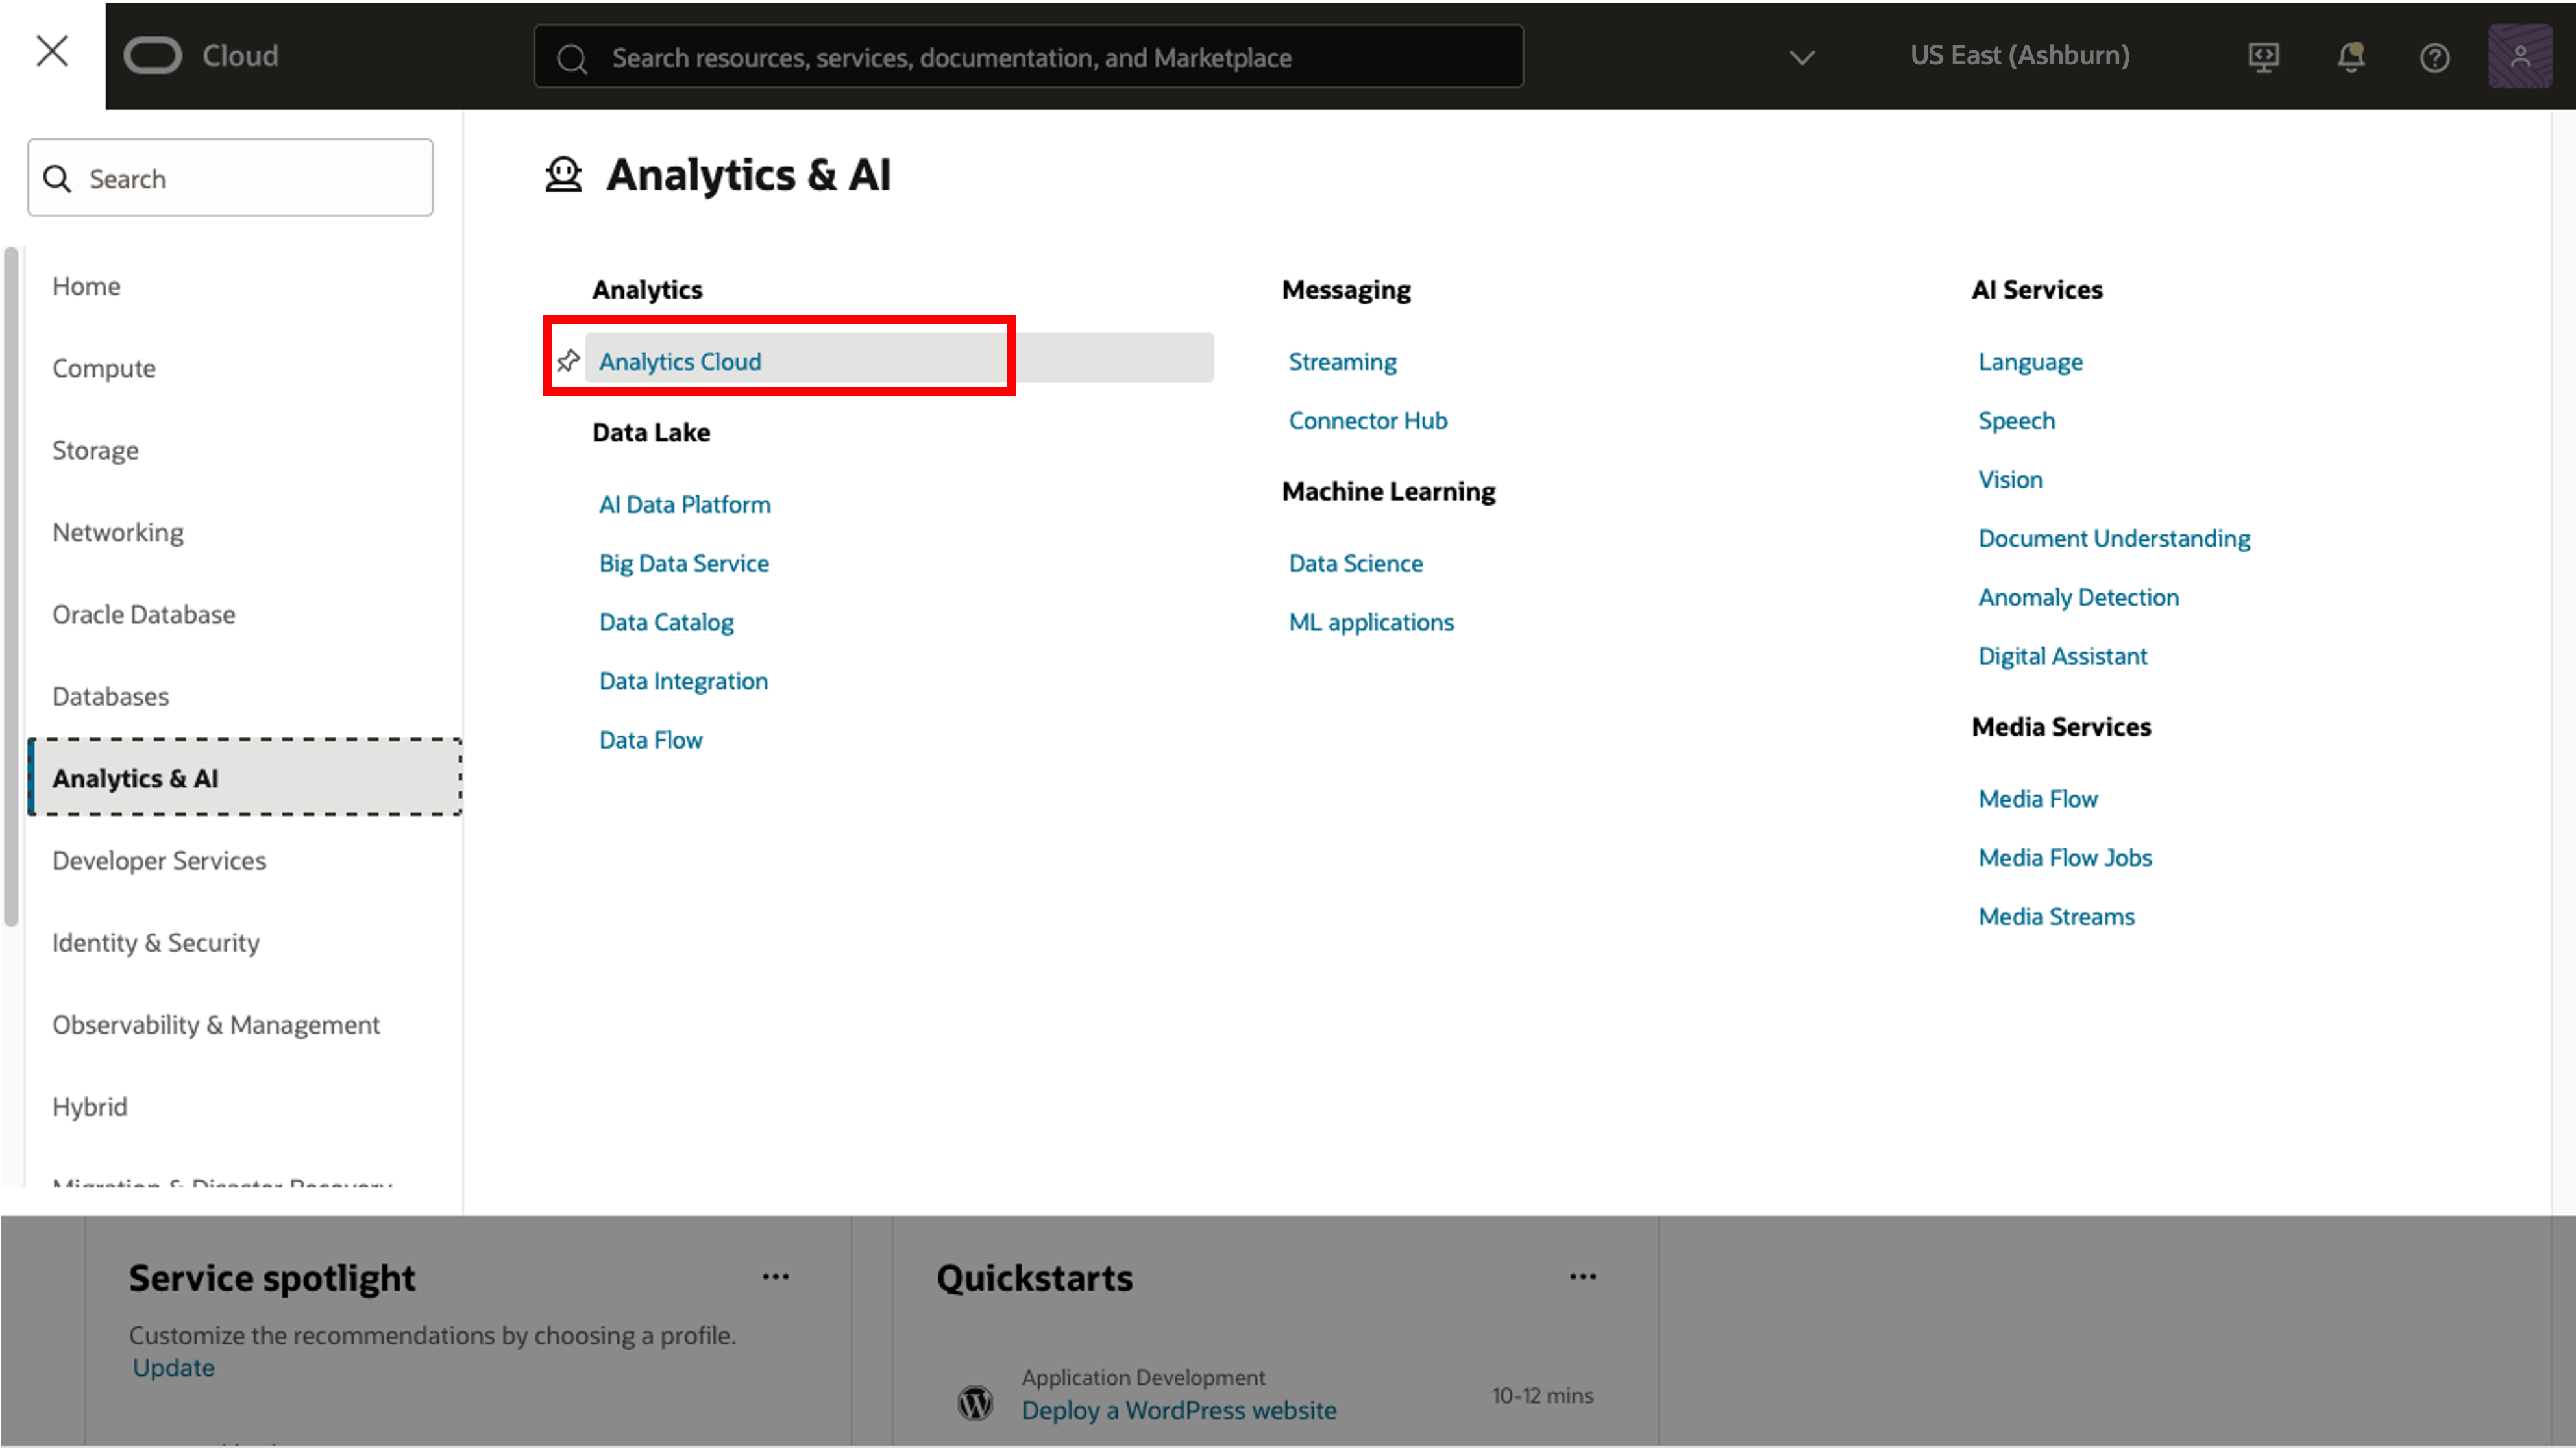 Cloud
Search resources, services, documentation, and Marketplace
US East (Ashburn)
Search
Home
Compute
Storage
Networking
Oracle Database
Databases
Analytics & AI
Developer Services
Identity & Security
Observability & Management
Hybrid
Migration & Disaster Recovery
Analytics & AI
Analytics
Analytics Cloud
Data Lake
AI Data Platform
Big Data Service
Data Catalog
Data Integration
Data Flow
Messaging
Streaming
Connector Hub
Machine Learning
Data Science
ML applications
AI Services
Language
Speech
Vision
Document Understanding
Anomaly Detection
Digital Assistant
Media Services
Media Flow
Media Flow Jobs
Media Streams
Service spotlight
Customize the recommendations by choosing a profile.
Update
Quickstarts
Application Development
Deploy a WordPress website
10-12 mins